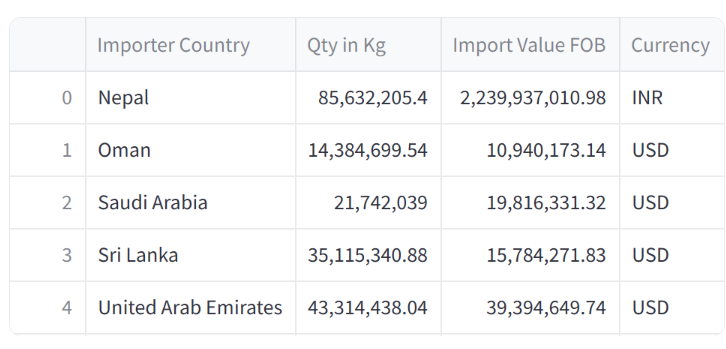 Importer Country Qty in Kg Import Value FOB Currency
0 Nepal 85,632,205.4 2,239,937,010.98 INR
1 Oman 14,384,699.54 10,940,173.14 USD
2 Saudi Arabia 21,742,039 19,816,331.32 USD
3 Sri Lanka 35,115,340.88 15,784,271.83 USD
4 United Arab Emirates 43,314,438.04 39,394,649.74 USD